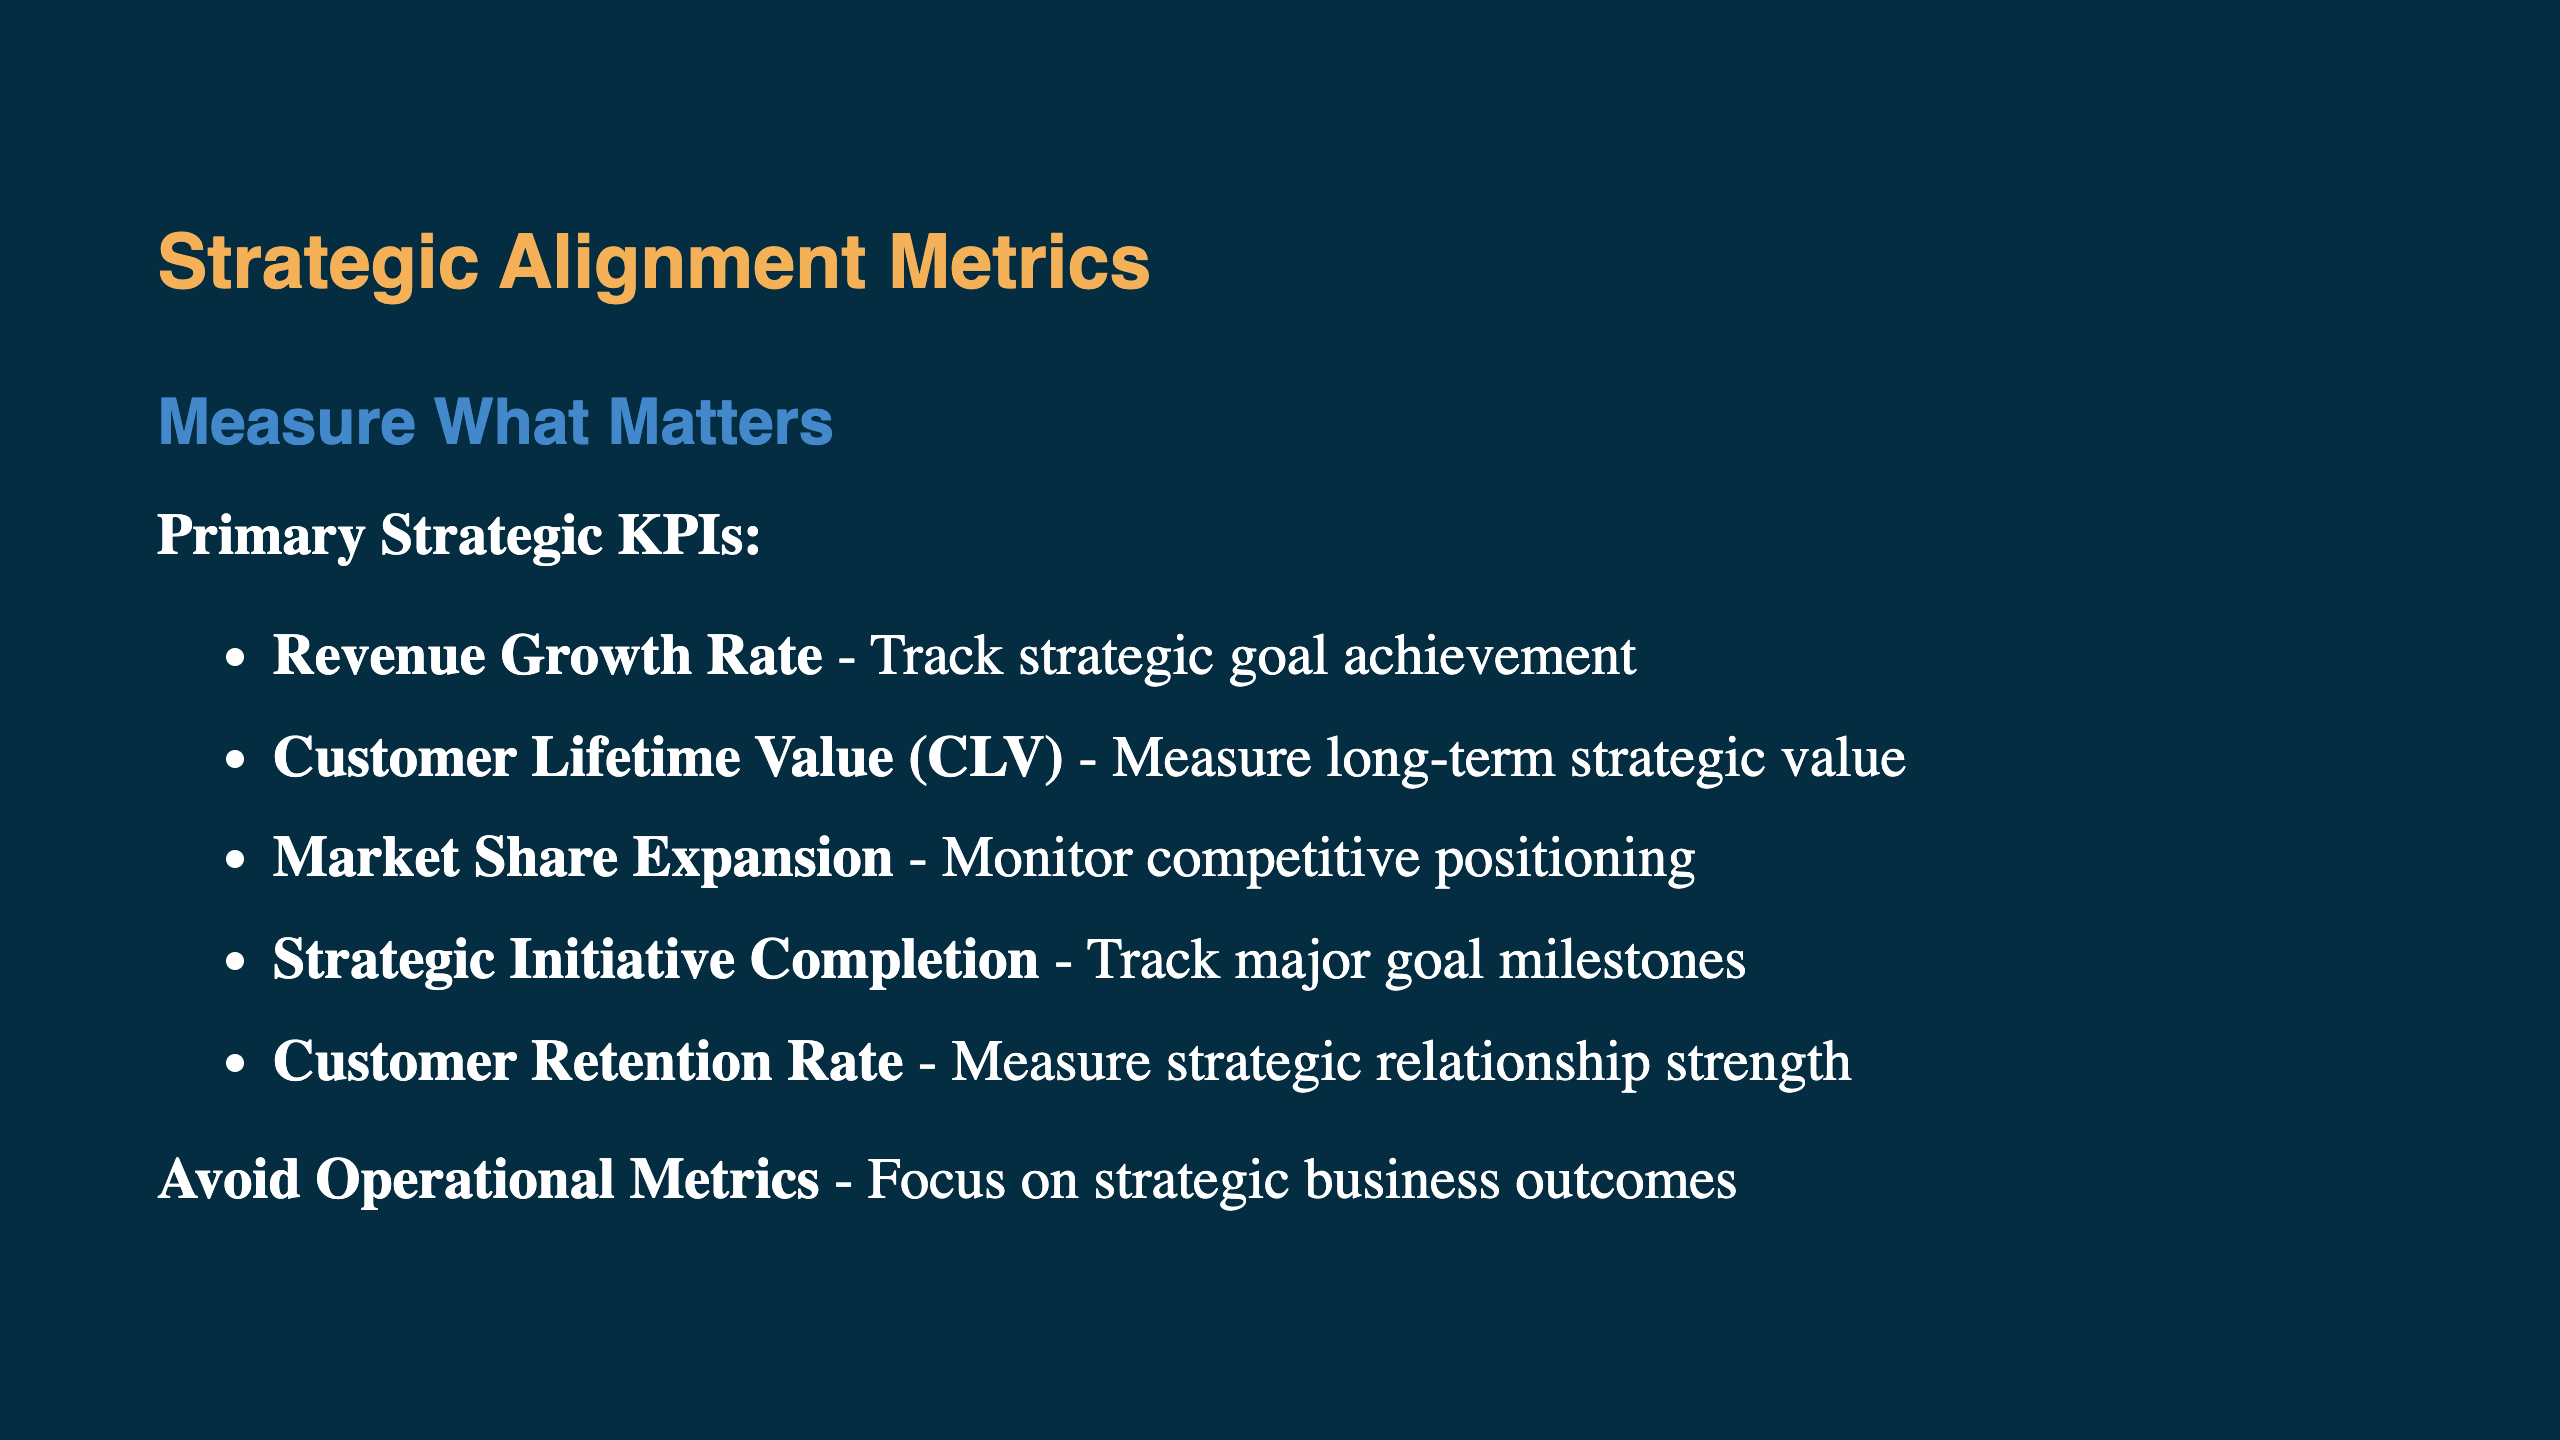 Strategic Alignment Metrics
Measure What Matters
Primary Strategic KPIs:
• Revenue Growth Rate - Track strategic goal achievement
• Customer Lifetime Value (CLV) - Measure long-term strategic value
• Market Share Expansion - Monitor competitive positioning
• Strategic Initiative Completion - Track major goal milestones
• Customer Retention Rate - Measure strategic relationship strength
Avoid Operational Metrics - Focus on strategic business outcomes